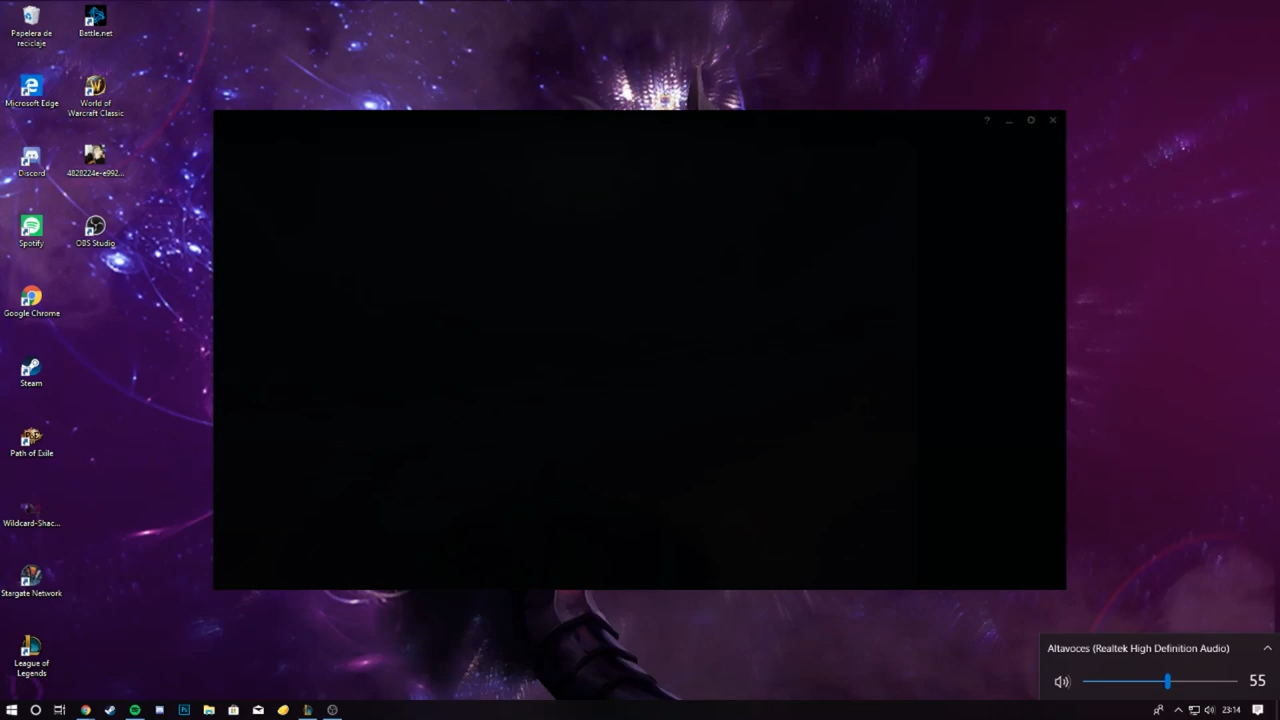 Papelera de
reciclaje
Battle.net
Microsoft Edge
World of
Warcraft Classic
Discord
4828224e-e992...
Spotify
OBS Studio
Google Chrome
Steam
Path of Exile
Wildcard-Shac...
Stargate Network
League of
Legends
?
Altavoces (Realtek High Definition Audio)
55
23:14